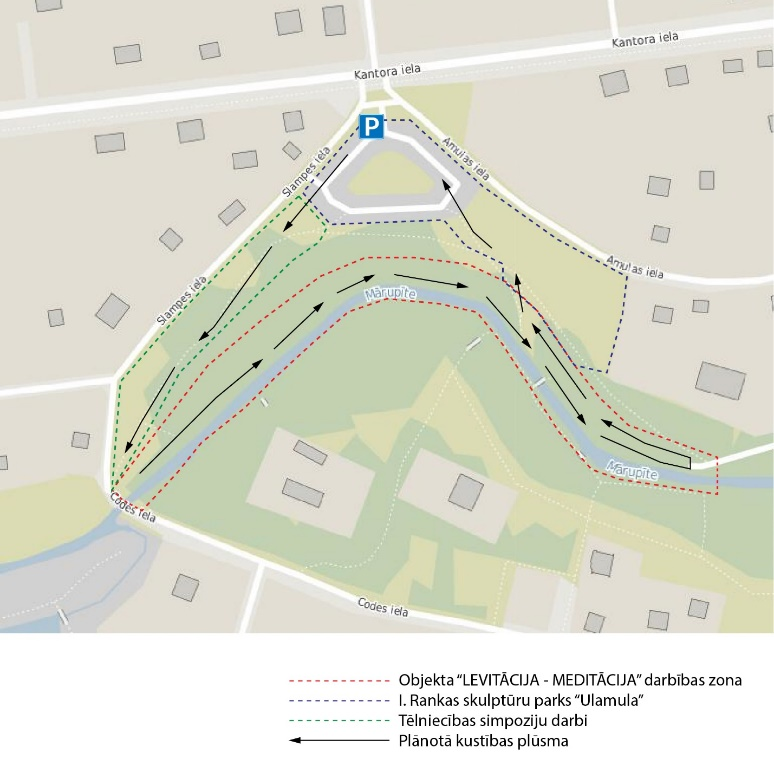 Kantora iela
Kantora iela
P
Slampes iela
Amulas iela
Amulas iela
Slampes iela
Mārupīte
Mārupīte
Codes iela
Codes iela
Objekta “LEVITĀCIJA - MEDITĀCIJA” darbības zona
I. Rankas skulptūru parks “Ulamula”
Tēlniecības simpoziju darbi
Plānotā kustības plūsma